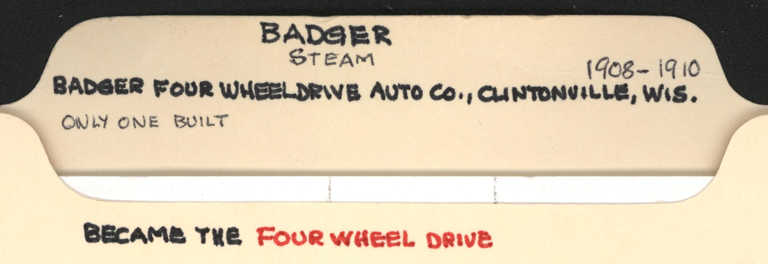 BADGER
STEAM
1908-1910
BADGER FOUR WHEELDRIVE AUTO CO., CLINTONVILLE, WIS.
ONLY ONE BUILT
BECAME THE FOUR WHEEL DRIVE